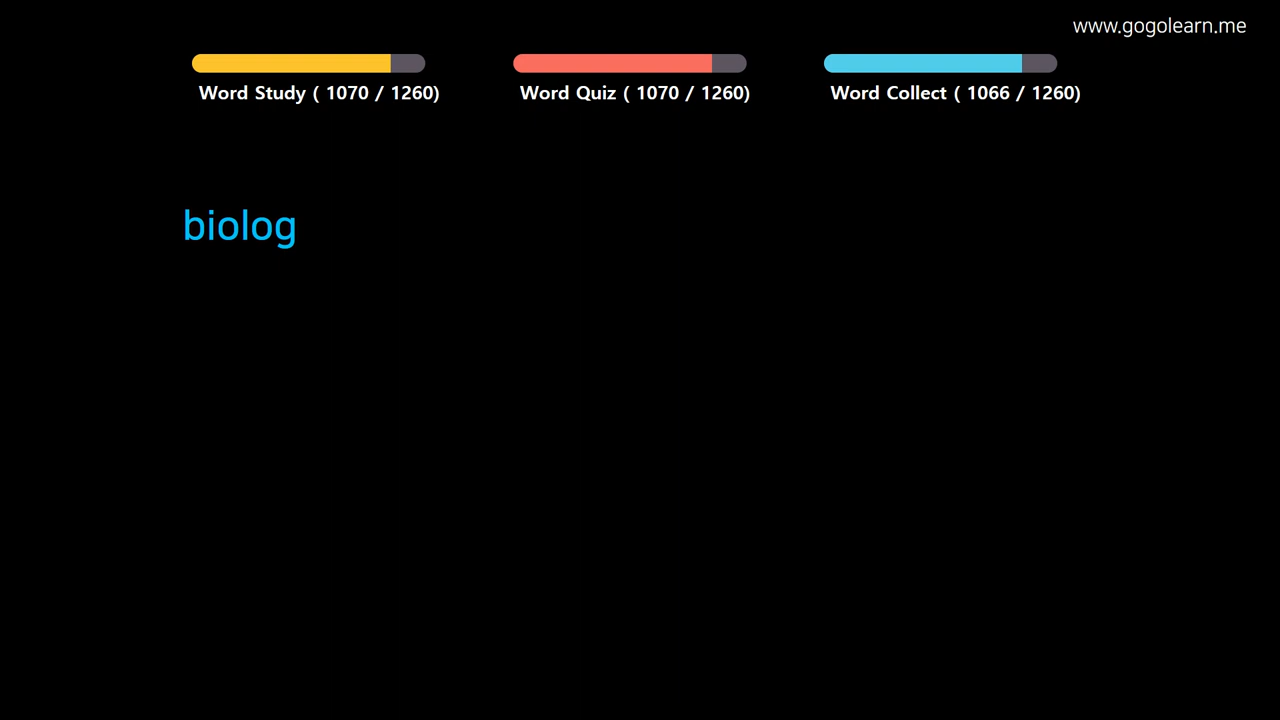 www.gogolearn.me
Word Study ( 1070 / 1260)
Word Quiz ( 1070 / 1260)
Word Collect ( 1066 / 1260)
biolog